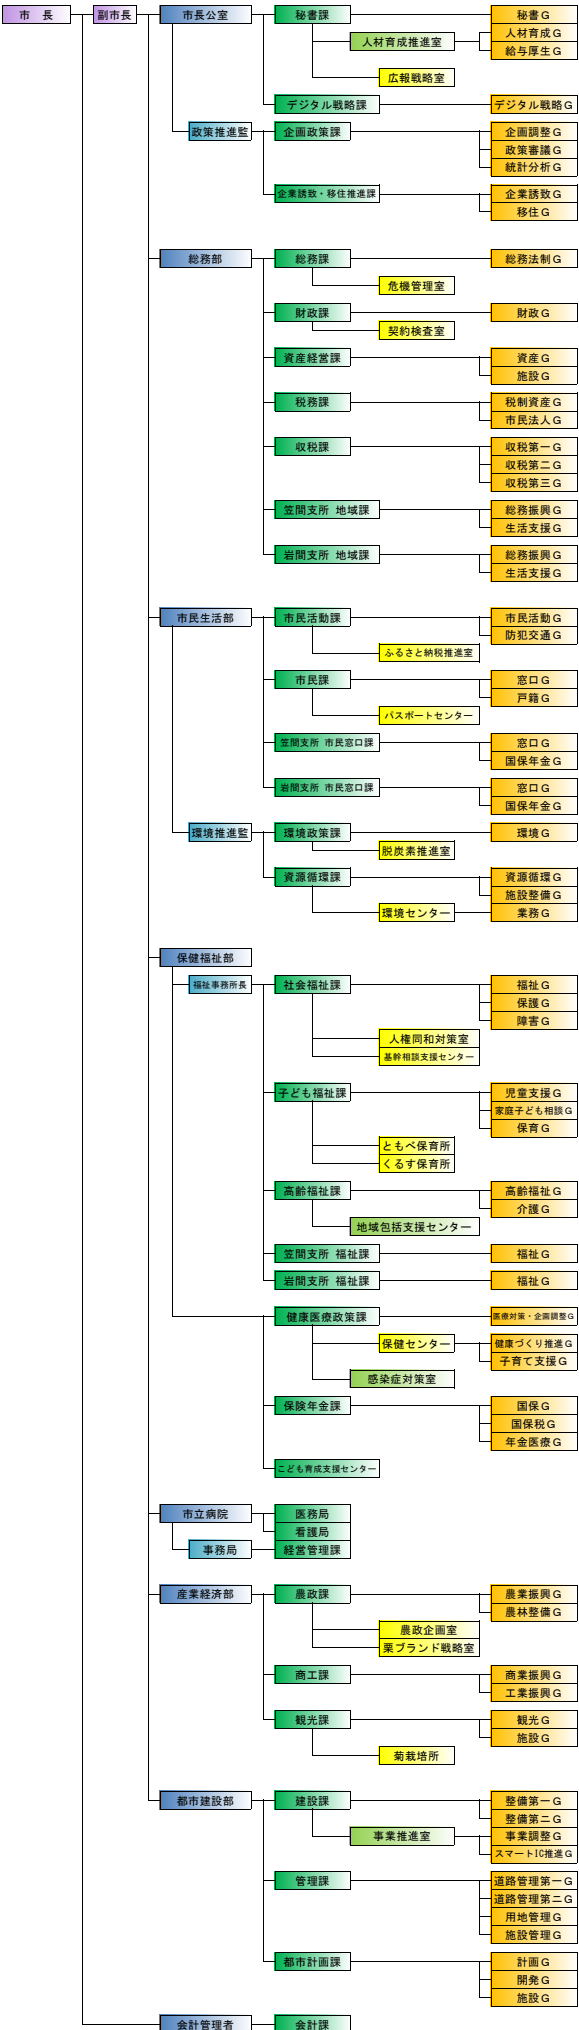 市　長
副市長
市長公室
秘書課
秘書G
人材育成推進室
人材育成G
給与厚生G
広報戦略室
デジタル戦略課
デジタル戦略G
政策推進監
企画政策課
企画調整G
政策審議G
統計分析G
企業誘致・移住推進課
企業誘致G
移住G
総務部
総務課
総務法制G
危機管理室
財政課
財政G
契約検査室
資産経営課
資産G
施設G
税務課
税制資産G
市民法人G
収税課
収税第一G
収税第二G
収税第三G
笠間支所 地域課
総務振興G
生活支援G
岩間支所 地域課
総務振興G
生活支援G
市民生活部
市民活動課
市民活動G
防犯交通G
ふるさと納税推進室
市民課
窓口G
戸籍G
パスポートセンター
笠間支所 市民窓口課
窓口G
国保年金G
岩間支所 市民窓口課
窓口G
国保年金G
環境推進監
環境政策課
環境G
脱炭素推進室
資源循環課
資源循環G
施設整備G
環境センター
業務G
保健福祉部
福祉事務所長
社会福祉課
福祉G
保護G
障害G
人権同和対策室
基幹相談支援センター
子ども福祉課
児童支援G
家庭子ども相談G
保育G
ともべ保育所
くるす保育所
高齢福祉課
高齢福祉G
介護G
地域包括支援センター
笠間支所 福祉課
福祉G
岩間支所 福祉課
福祉G
健康医療政策課
医療対策・企画調整G
保健センター
健康づくり推進G
子育て支援G
感染症対策室
保険年金課
国保G
国保税G
年金医療G
こども育成支援センター
市立病院
医務局
看護局
事務局
経営管理課
産業経済部
農政課
農業振興G
農林整備G
農政企画室
栗ブランド戦略室
商工課
商業振興G
工業振興G
観光課
観光G
施設G
菊栽培所
都市建設部
建設課
整備第一G
整備第二G
事業推進室
事業調整G
スマートIC推進G
管理課
道路管理第一G
道路管理第二G
用地管理G
施設管理G
都市計画課
計画G
開発G
施設G
会計管理者
会計課